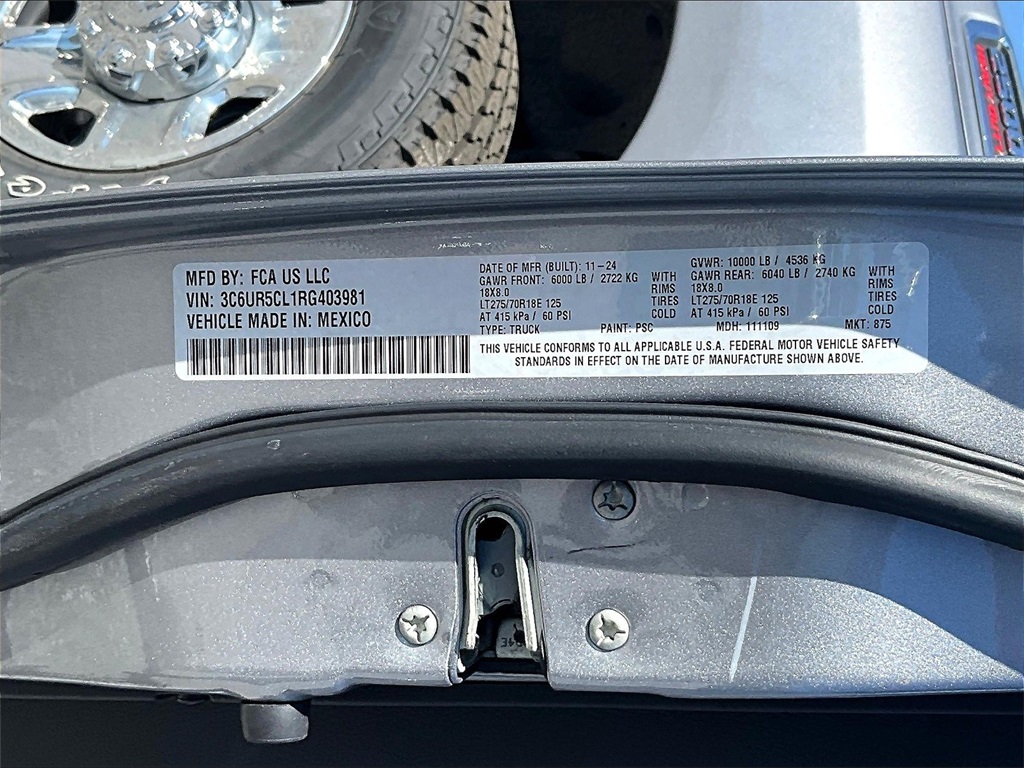 MFD BY: FCA US LLC
VIN: 3C6UR5CL1RG403981
VEHICLE MADE IN: MEXICO
DATE OF MFR (BUILT): 11-24
GAWR FRONT: 6000 LB / 2722 KG WITH
18X8.0 RIMS
LT275/70R18E 125 TIRES
AT 415 kPa / 60 PSI COLD
TYPE: TRUCK PAINT: PSC
GVWR: 10000 LB / 4536 KG
GAWR REAR: 6040 LB / 2740 KG WITH
18X8.0 RIMS
LT275/70R18E 125 TIRES
AT 415 kPa / 60 PSI COLD
MDH: 111109 MKT: 875
THIS VEHICLE CONFORMS TO ALL APPLICABLE U.S.A. FEDERAL MOTOR VEHICLE SAFETY
STANDARDS IN EFFECT ON THE DATE OF MANUFACTURE SHOWN ABOVE.